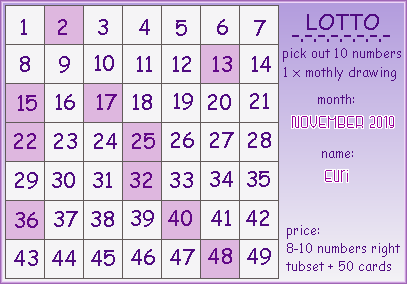 1 2 3 4 5 6 7
8 9 10 11 12 13 14
15 16 17 18 19 20 21
22 23 24 25 26 27 28
29 30 31 32 33 34 35
36 37 38 39 40 41 42
43 44 45 46 47 48 49
LOTTO
pick out 10 numbers
1 x mothly drawing
month:
NOVEMBER 2019
name:
Euri
price:
8-10 numbers right
tubset + 50 cards